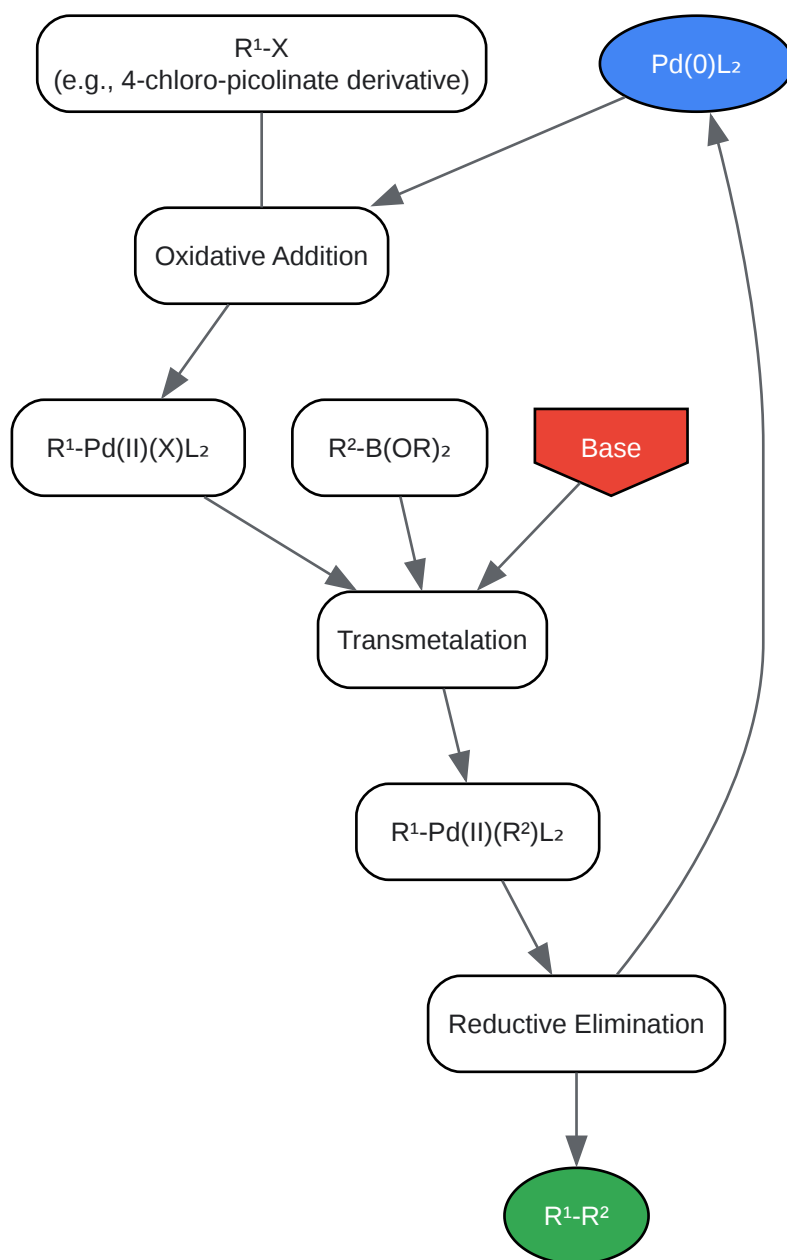 R¹-X
(e.g., 4-chloro-picolinate derivative)
Pd(0)L₂
Oxidative Addition
R¹-Pd(II)(X)L₂
R²-B(OR)₂
Base
Transmetalation
R¹-Pd(II)(R²)L₂
Reductive Elimination
R¹-R²